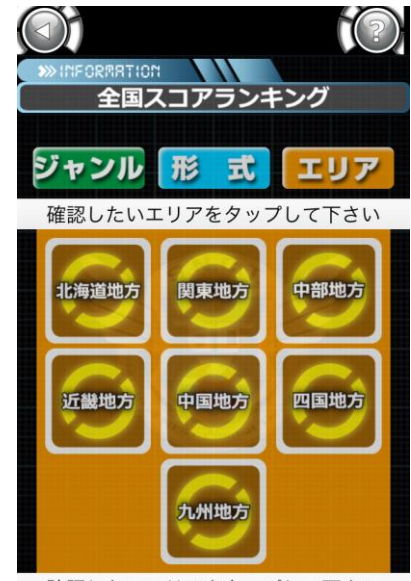 INFORMATION
全国スコアランキング
ジャンル 形式 エリア
確認したいエリアをタップして下さい
北海道地方 関東地方 中部地方
近畿地方 中国地方 四国地方
九州地方